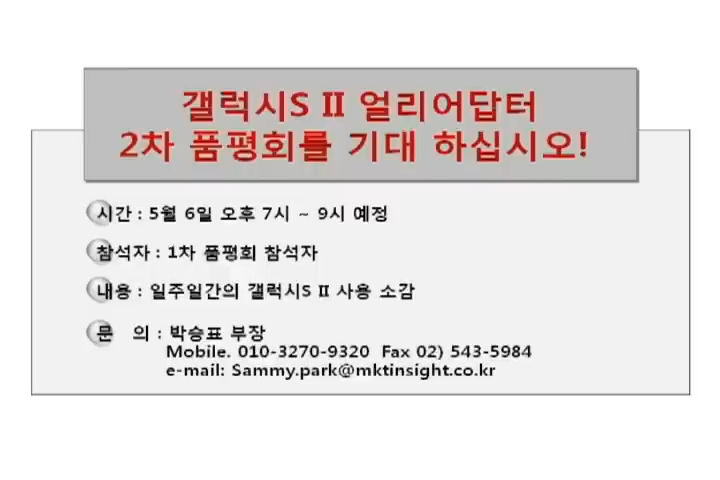 갤럭시S II 얼리어답터
2차 품평회를 기대 하십시오!
시간 : 5월 6일 오후 7시 ~ 9시 예정
참석자 : 1차 품평회 참석자
내용 : 일주일간의 갤럭시S II 사용 소감
문 의 : 박승표 부장
Mobile. 010-3270-9320 Fax 02) 543-5984
e-mail: Sammy.park@mktinsight.co.kr